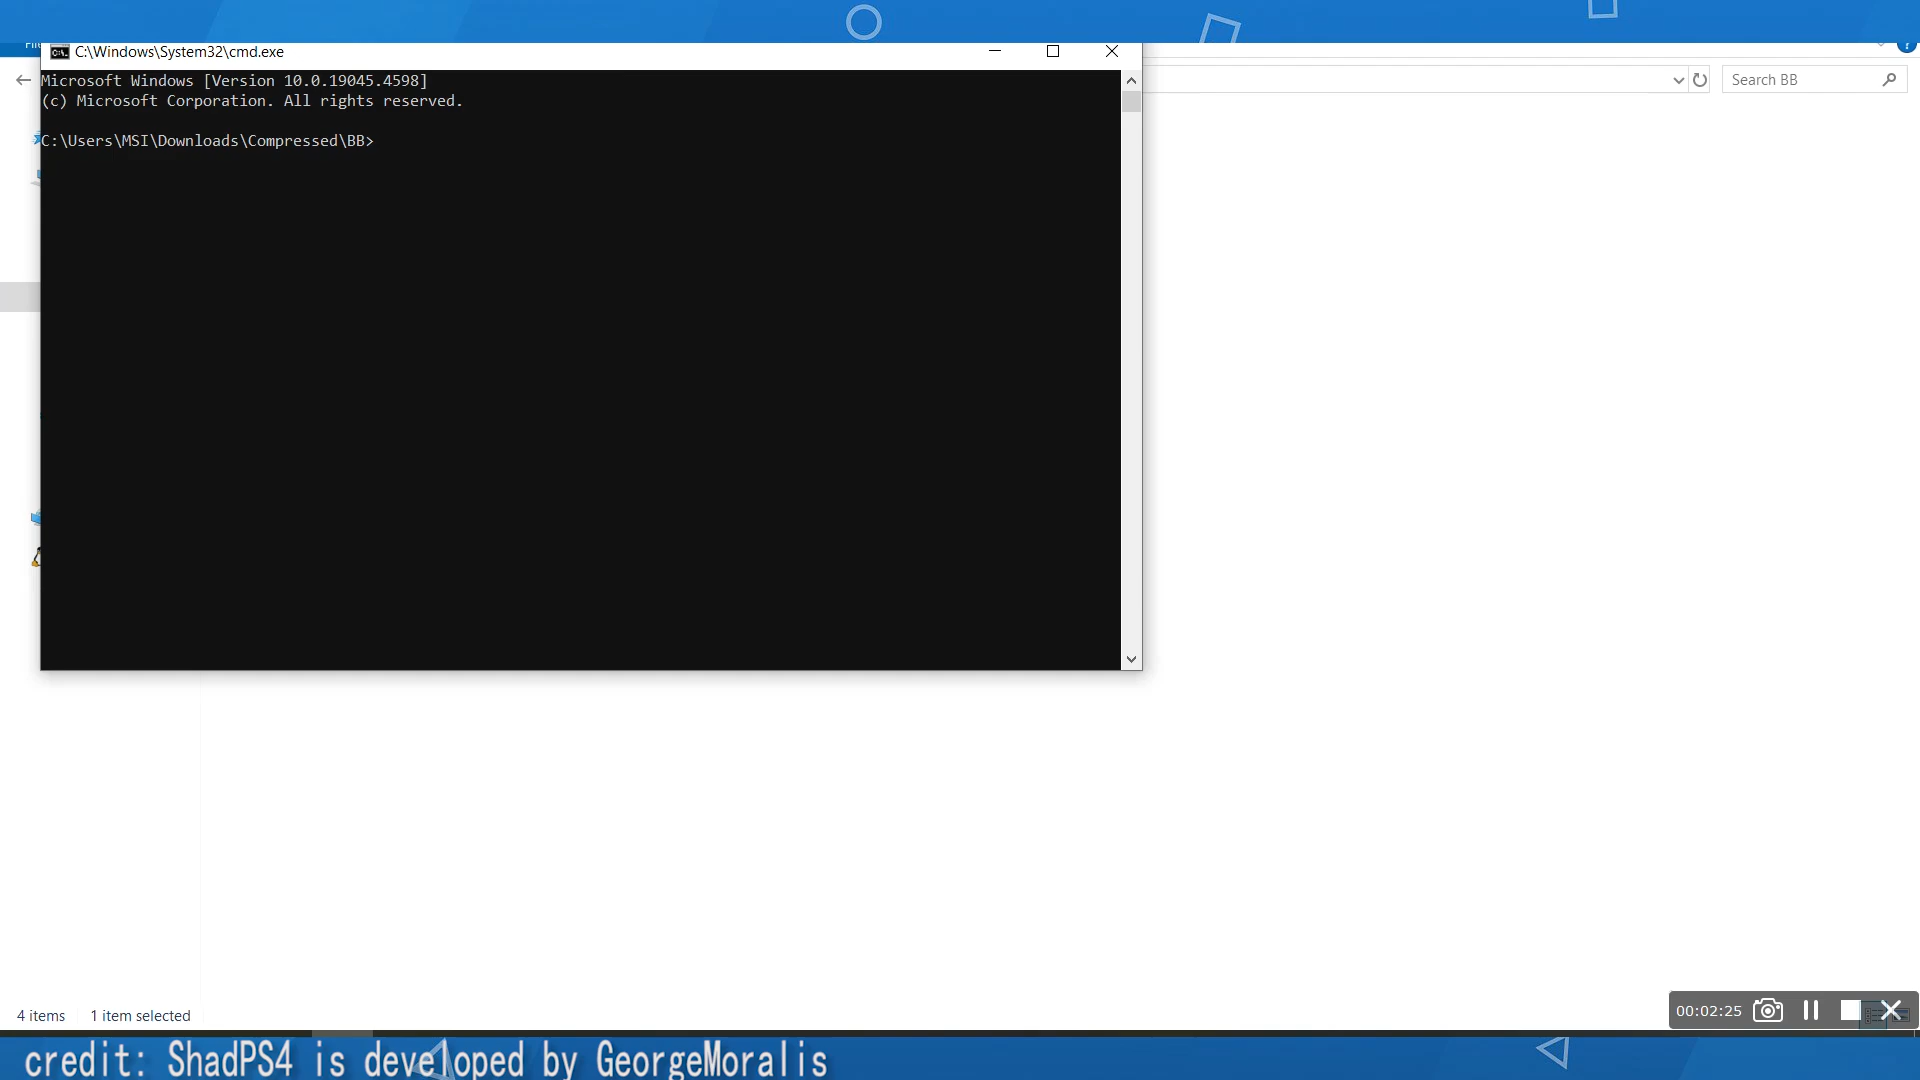 C:\Windows\System32\cmd.exe
Microsoft Windows [Version 10.0.19045.4598]
(c) Microsoft Corporation. All rights reserved.
Search BB
C:\Users\MSI\Downloads\Compressed\BB>
4 items 1 item selected
00:02:25
credit: ShadPS4 is developed by GeorgeMoralis